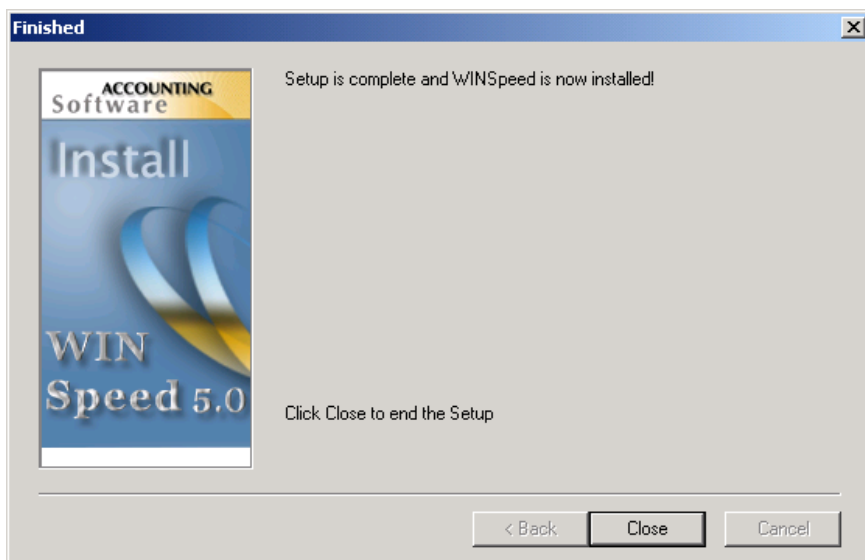 Finished
ACCOUNTING
Software
Install
WIN
Speed 5.0
Setup is complete and WINSpeed is now installed!
Click Close to end the Setup
< Back
Close
Cancel